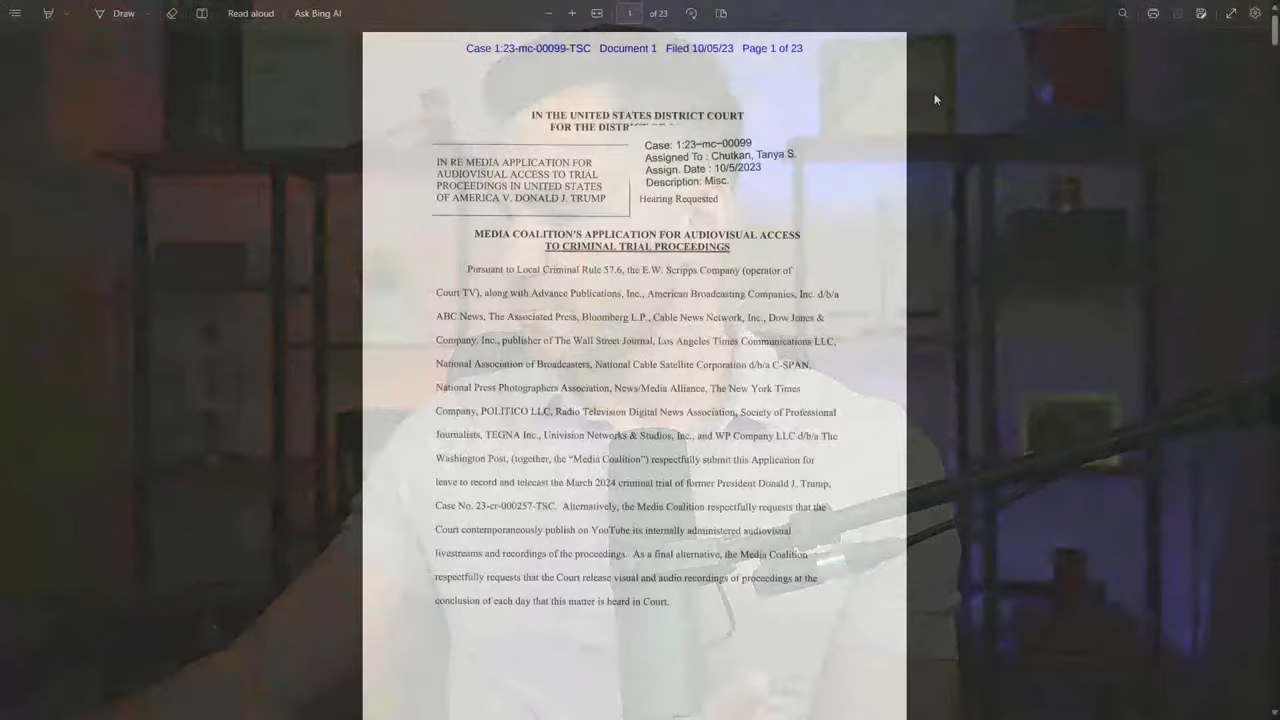 Draw
Read aloud
Ask Bing AI
1 of 23
Case 1:23-mc-00099-TSC Document 1 Filed 10/05/23 Page 1 of 23
IN THE UNITED STATES DISTRICT COURT
FOR THE
IN RE MEDIA APPLICATION FOR
AUDIOVISUAL ACCESS TO TRIAL
PROCEEDINGS IN UNITED STATES
OF AMERICA V. DONALD J. TRUMP
Case: 1:23-mc-00099
Assigned To : Chutkan, Tanya S.
Assign. Date : 10/5/2023
Description: Misc.
Hearing Requested
MEDIA COALITION'S APPLICATION FOR AUDIOVISUAL ACCESS
TO CRIMINAL TRIAL PROCEEDINGS
Pursuant to Local Criminal Rule 57.6, the E.W. Scripps Company (operator of
Court TV), along with Advance Publications, Inc., American Broadcasting Companies, Inc. d/b/a
ABC News, The Associated Press, Bloomberg L.P., Cable News Network, Inc., Dow Jones &
Company, Inc., publisher of The Wall Street Journal, Los Angeles Times Communications LLC,
National Association of Broadcasters, National Cable Satellite Corporation d/b/a C-SPAN,
National Press Photographers Association, News/Media Alliance, The New York Times
Company, POLITICO LLC, Radio Television Digital News Association, Society of Professional
Journalists, TEGNA Inc., Univision Networks & Studios, Inc., and WP Company LLC d/b/a The
Washington Post, (together, the “Media Coalition”) respectfully submit this Application for
leave to record and telecast the March 2024 criminal trial of former President Donald J. Trump,
Case No. 23-cr-000257-TSC. Alternatively, the Media Coalition respectfully requests that the
Court contemporaneously publish on YouTube its internally administered audiovisual
livestreams and recordings of the proceedings. As a final alternative, the Media Coalition
respectfully requests that the Court release visual and audio recordings of proceedings at the
conclusion of each day that this matter is heard in Court.